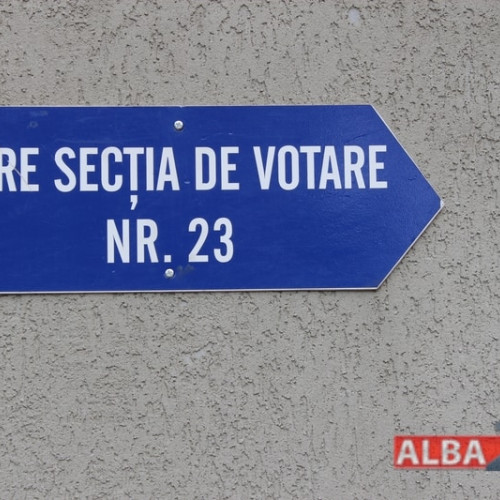 RE SECȚIA DE VOTARE
NR. 23
ALBA